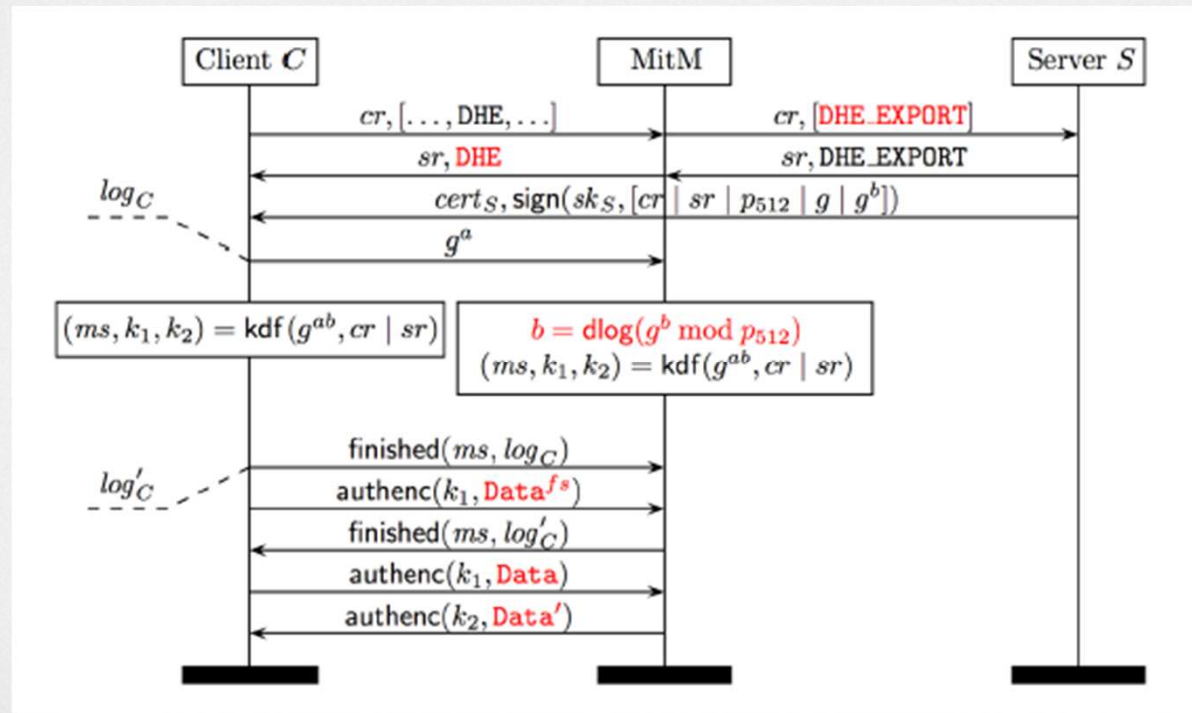 Client C
MitM
Server S
cr, [..., DHE, ...]
cr, [DHE_EXPORT]
sr, DHE
sr, DHE_EXPORT
log_C
cert_S, sign(sk_S, [cr | sr | p_512 | g | g^b])
g^a
(ms, k_1, k_2) = kdf(g^ab, cr | sr)
b = dlog(g^b mod p_512)
(ms, k_1, k_2) = kdf(g^ab, cr | sr)
finished(ms, log_C)
log'_C
authenc(k_1, Data^fs)
finished(ms, log'_C)
authenc(k_1, Data)
authenc(k_2, Data')